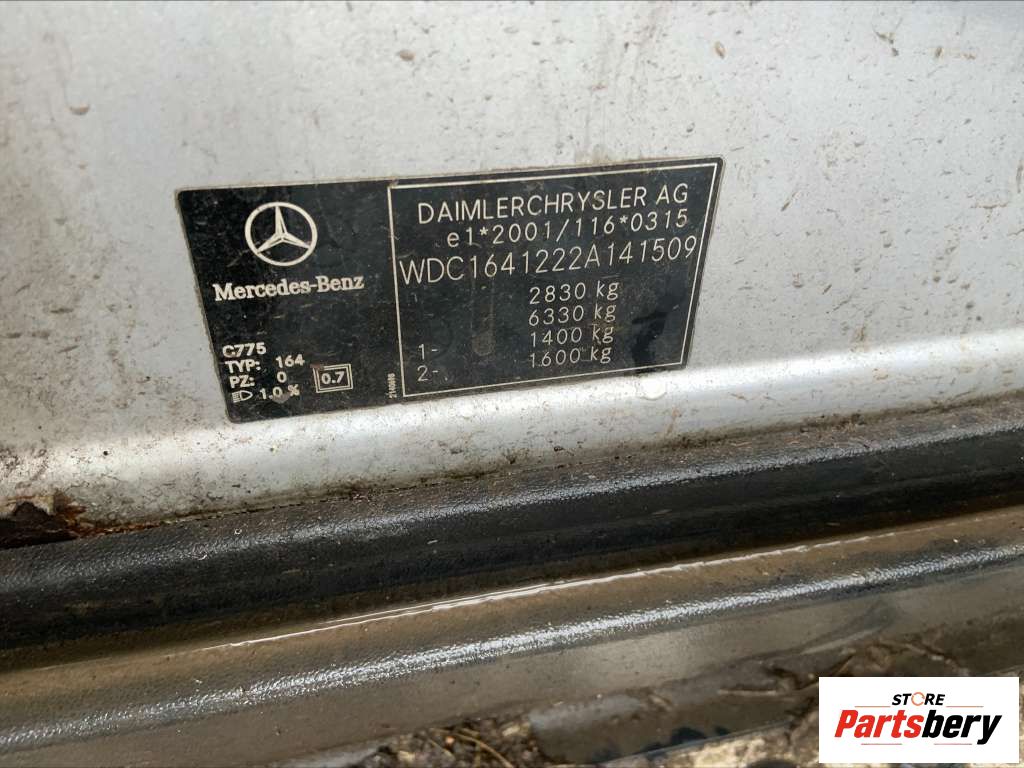 Mercedes-Benz
C775
TYP: 164
PZ: 0
1.0 %
0.7
DAIMLERCHRYSLER AG
e1*2001/116*0315
WDC1641222A141509
2830 kg
6330 kg
1- 1400 kg
2- 1600 kg
STORE
Partsbery